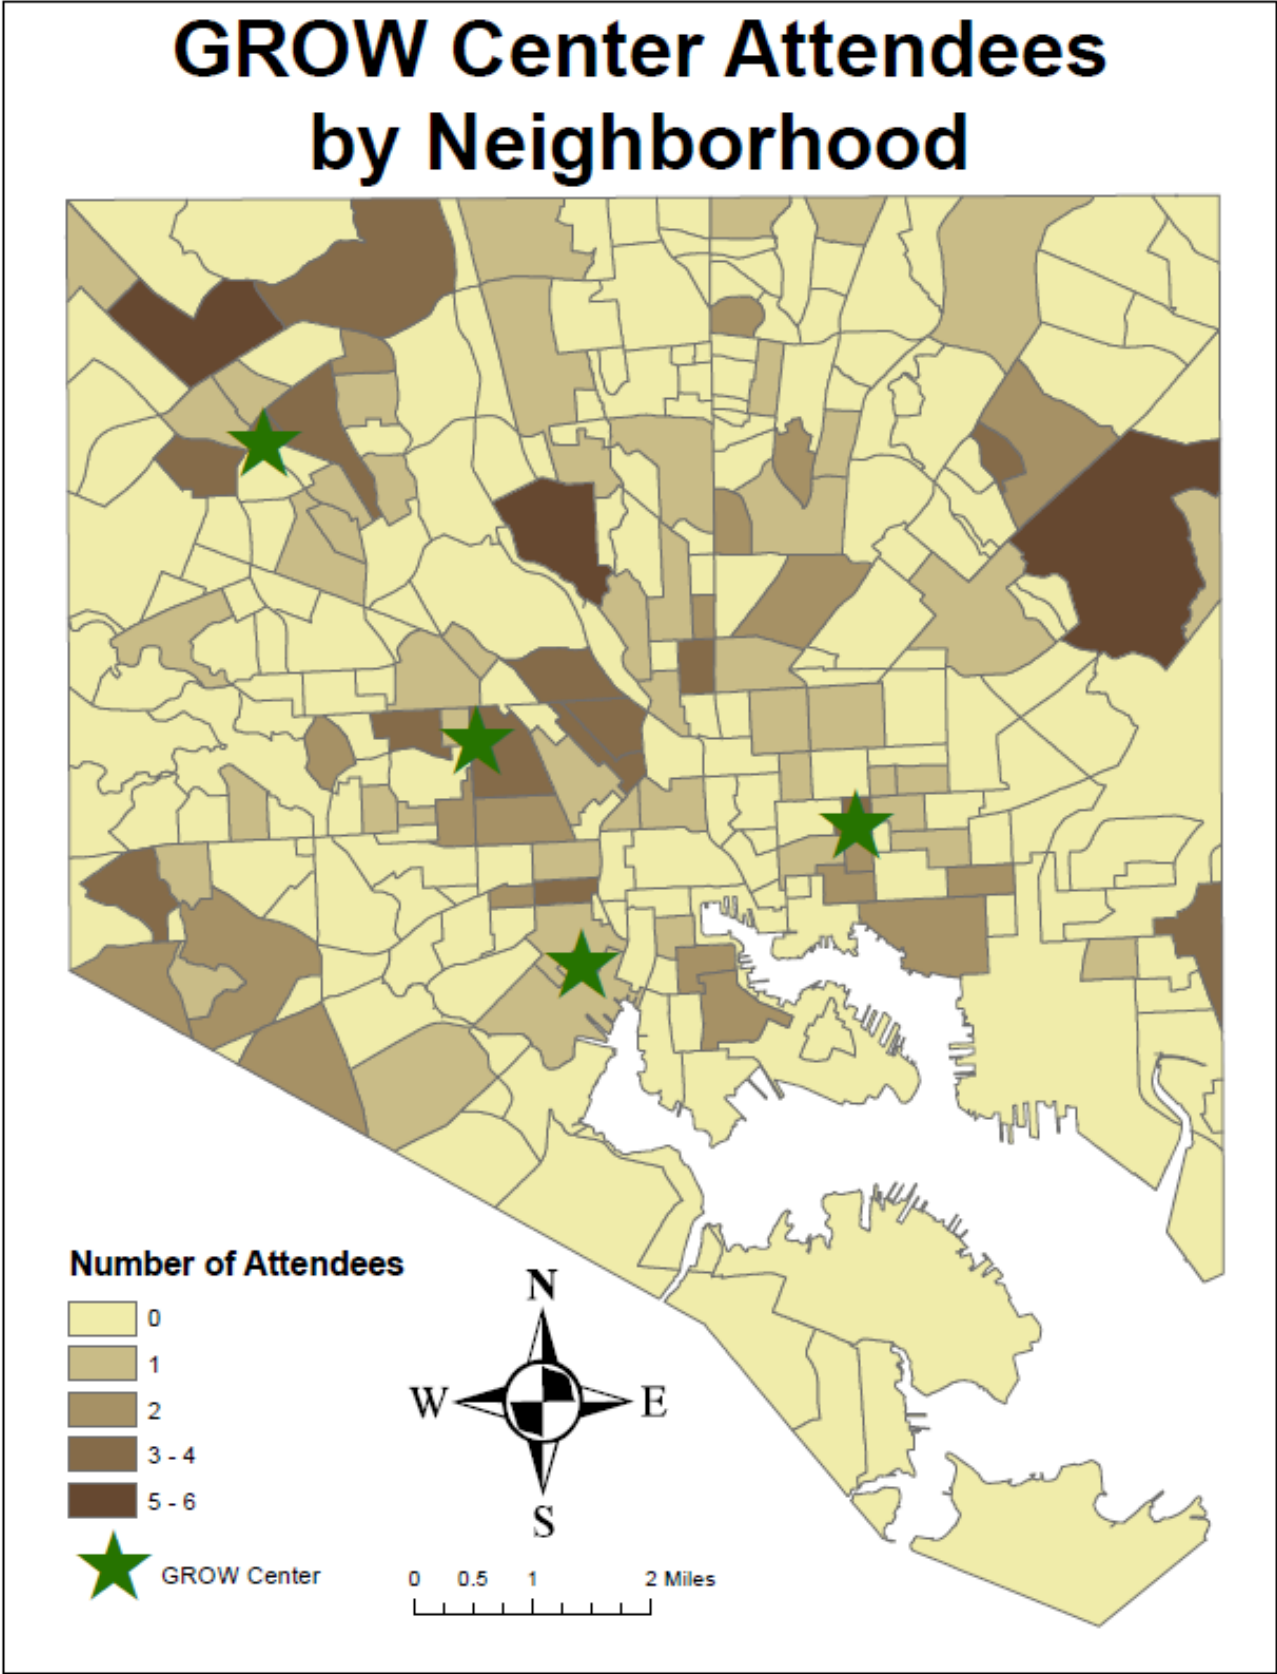 GROW Center Attendees
by Neighborhood
Number of Attendees
0
1
2
3 - 4
5 - 6
GROW Center
N
W E
S
0 0.5 1 2 Miles